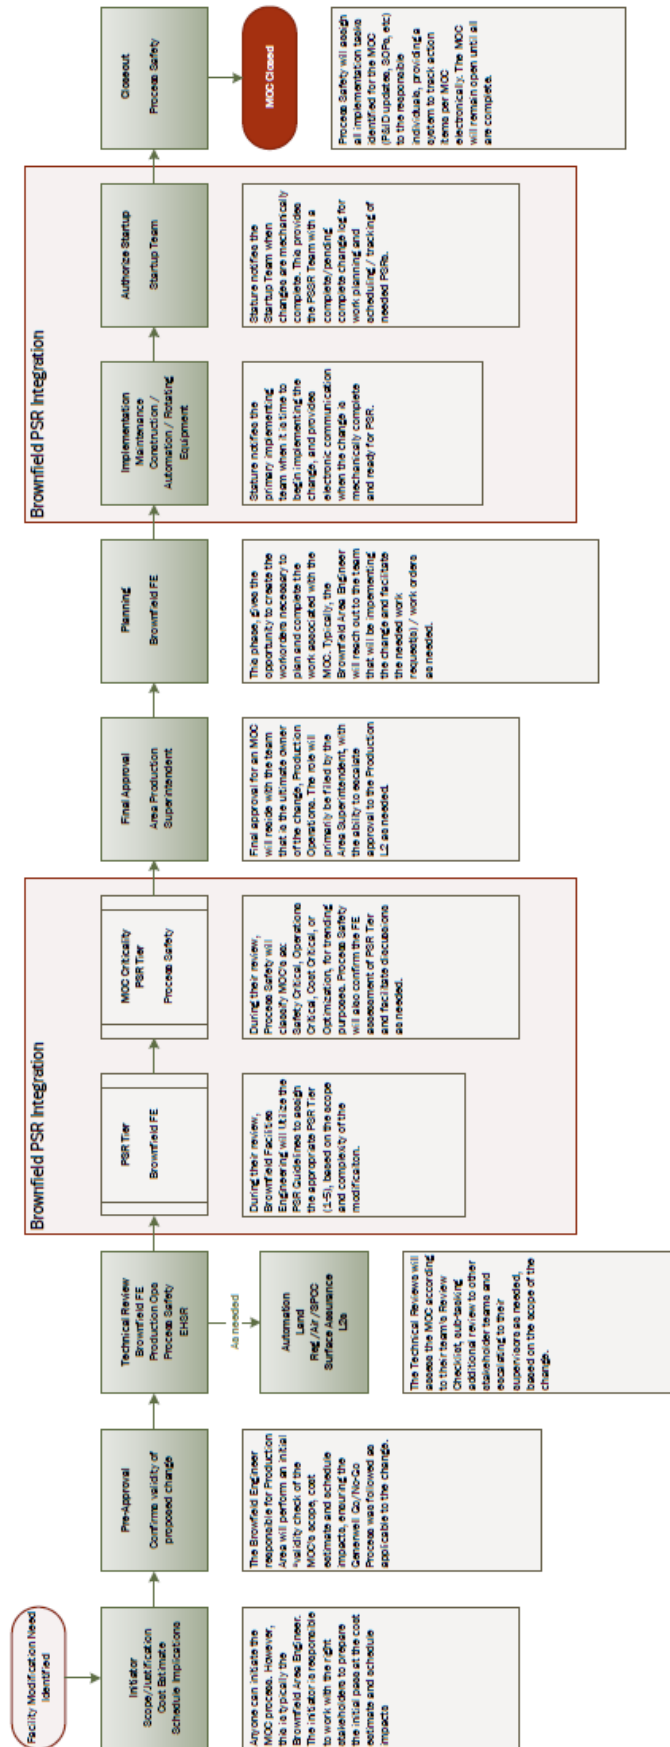 Facility Modification Need
Identified
Initiator
Scope/Justification
Cost Estimate
Schedule Implications
Anyone can initiate the
MOC process. However,
this is typically the
Brownfield Area Engineer.
The initiator is responsible
to work with the right
stakeholders to prepare
the initial pass at the cost
estimate and schedule
impacts
Pre-Approval
Confirms validity of
proposed change
The Browfield Engineer
responsible for Production
Area will perform an initial
"validity check of the
MOC's scope, cost
estimate and schedule
impacts, ensuring the
Generwell Go/No-Go
Process was followed as
applicable to the change.
Technical Review
Brownfield FE
Production Ops
Process Safety
EHSR
As needed
Automation
Land
Reg /Air /SPCC
Surface Assurance
L2s
The Technical Reviews will
assess the MOC according
to their team's Review
Checklist, sub-tasking
additional review to other
stakeholder teams and
escalating to their
supervisors as needed,
based on the scope of the
change.
Brownfield PSR Integration
PSR Tier
Brownfield FE
During their review,
Brownfield Facilities
Engineering will Utilize the
PSR Guidelines to assign
the appropriate PSR Tier
(1-5), based on the scope
and complexity of the
modificaiton.
MOC Criticality
PSR Tier
Process Safety
During their review,
Process Safety will
classify MOC's as:
Safety Critical, Operations
Critical, Cost Critical, or
Optimization, for trending
purposes. Process Safety
will also confirm the FE
assessment of PSR Tier
and facilitate discussions
as needed.
Final Approval
Area Production
Superintendent
Final approval for an MOC
will reside with the team
that is the ultimate owner
of the change, Production
Operations. The role will
primarily be filled by the
Area Superintendent, with
the ability to escalate
approval to the Production
L2 as needed.
Planning
Brownfield FE
This phase, gives the
opportunity to create the
workorders necessary to
plan and complete the
work associated with the
MOC. Typically, the
Brownfield Area Engineer
will reach out to the team
that will be implementing
the change and facilitate
the needed work
request(s) / work orders
as needed.
Brownfield PSR Integration
Implementation
Maintenance
Construction /
Automation / Rotating
Equipment
Stature notifies the
primary implementing
team when it is time to
begin implementing the
change, and provides
electronic communication
when the change is
mechanically complete
and ready for PSR.
Authorize Startup
Startup Team
Stature notifies the
Startup Team when
changes are mechanically
complete. This provides
the PSSR Team with a
complete/pending
complete change log for
work planning and
scheduling / tracking of
needed PSRs.
Closeout
Process Safety
MOC Closed
Process Safety will assign
all implementation tasks
identified for the MOC
(P&ID updates, SOPs, etc)
to the responsible
individuals, providing a
system to track action
items per MOC
electronically. The MOC
will remain open until all
are complete.